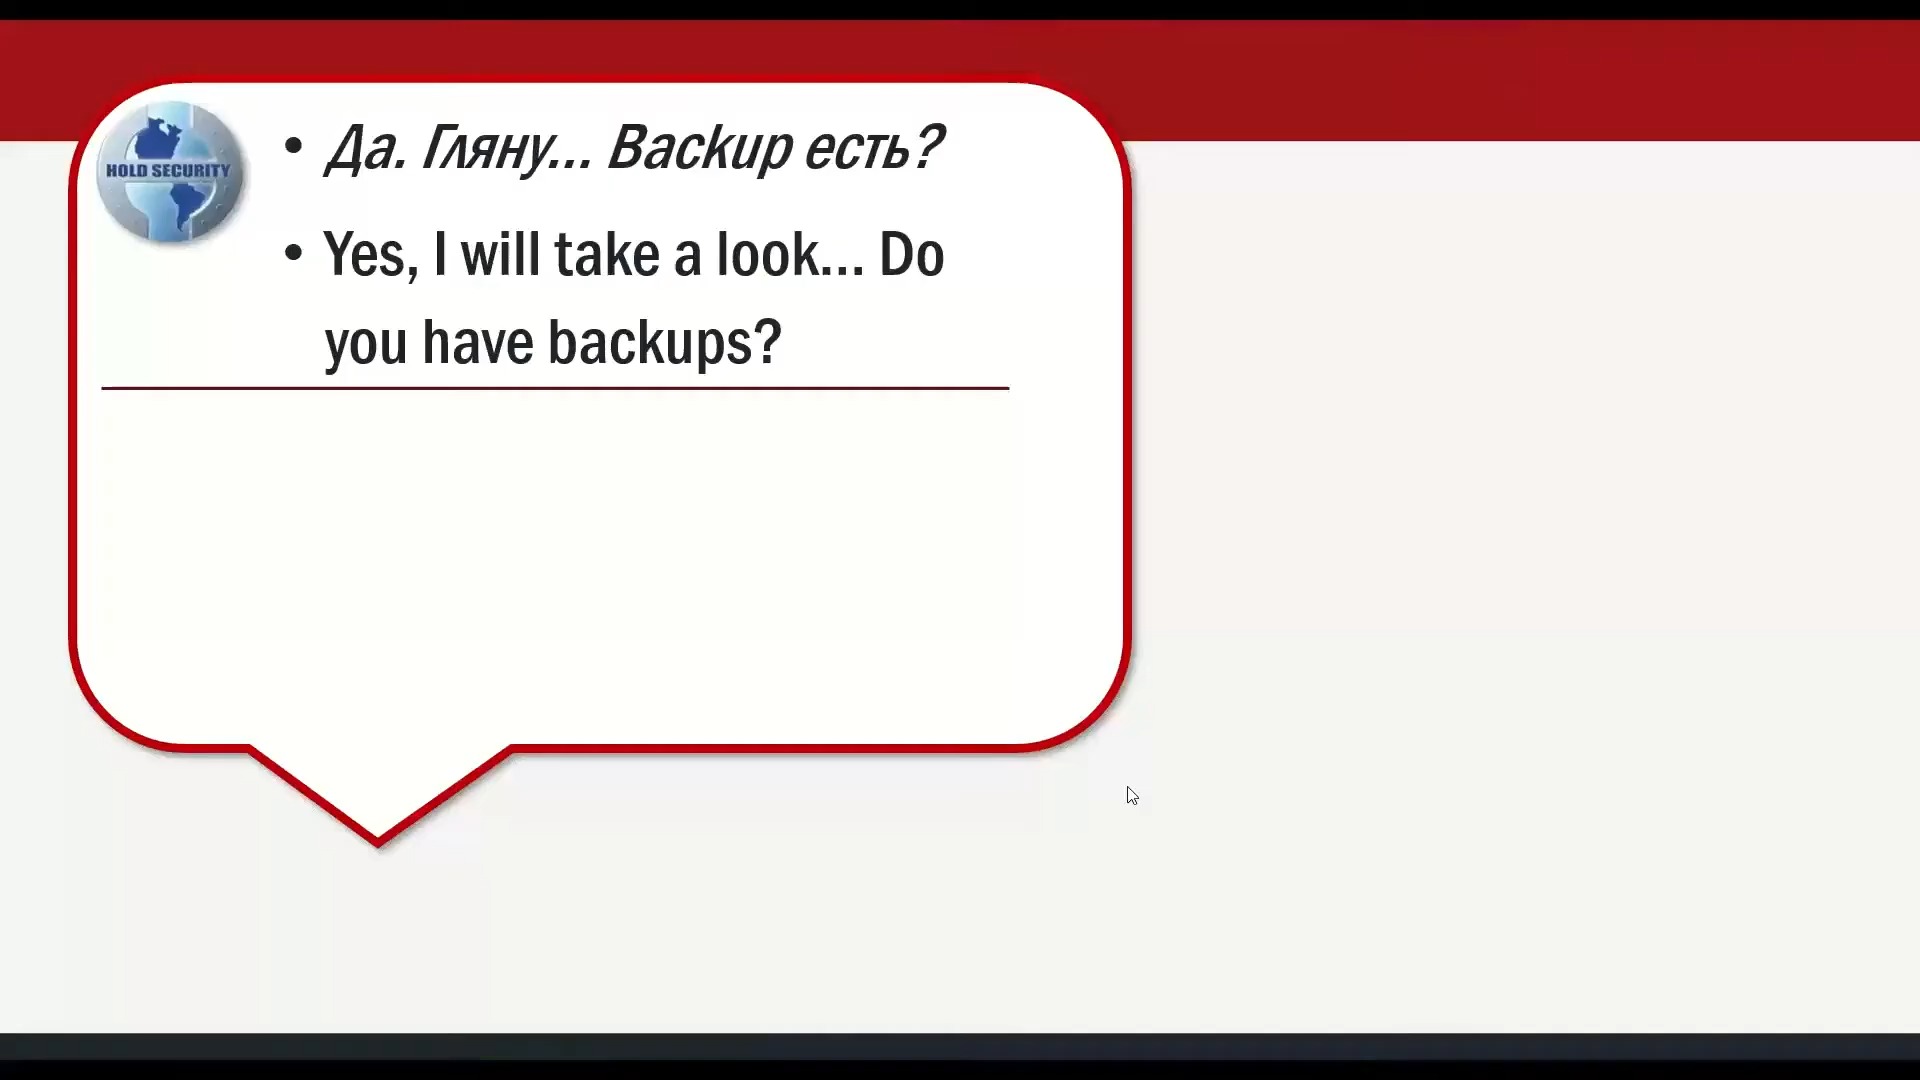 HOLD SECURITY
• Да. Гляну... Backup есть?
• Yes, I will take a look... Do
you have backups?